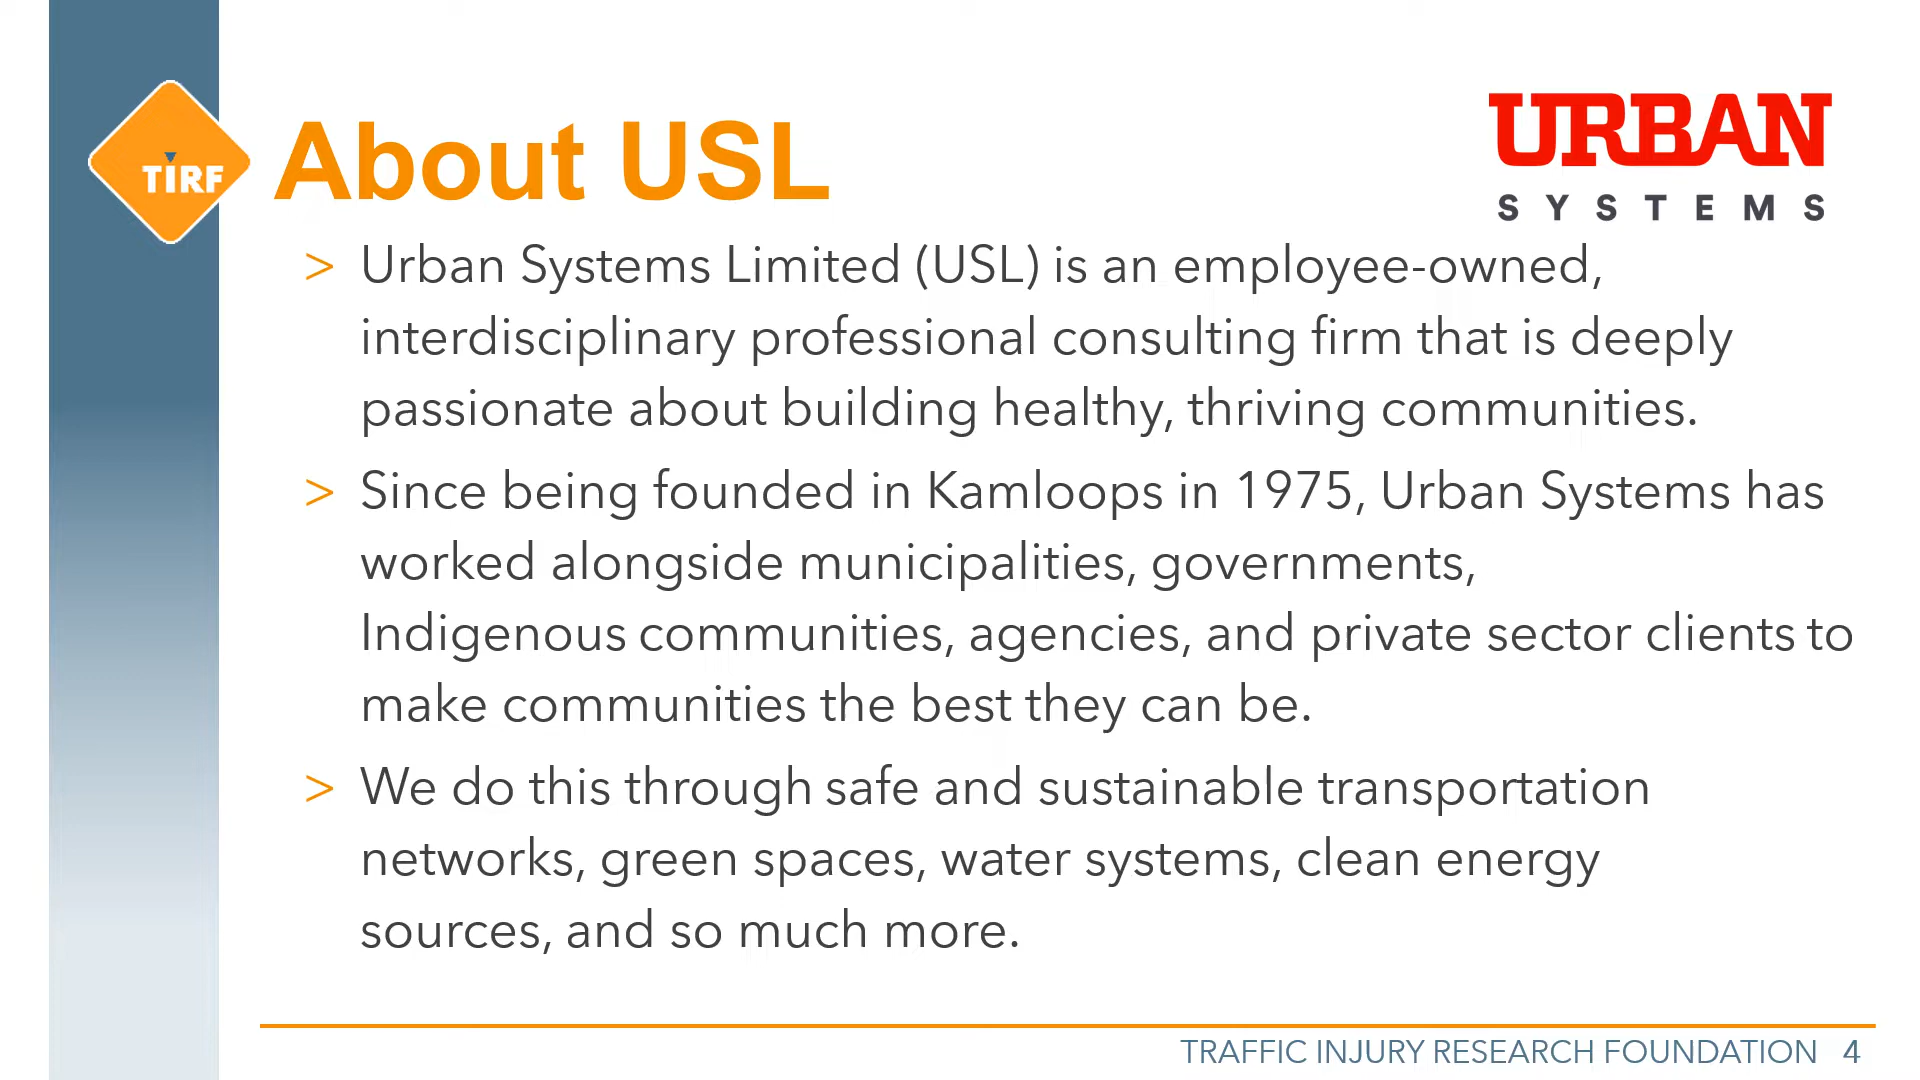 TIRF
About USL
URBAN
SYSTEMS
> Urban Systems Limited (USL) is an employee-owned,
interdisciplinary professional consulting firm that is deeply
passionate about building healthy, thriving communities.
> Since being founded in Kamloops in 1975, Urban Systems has
worked alongside municipalities, governments,
Indigenous communities, agencies, and private sector clients to
make communities the best they can be.
> We do this through safe and sustainable transportation
networks, green spaces, water systems, clean energy
sources, and so much more.
TRAFFIC INJURY RESEARCH FOUNDATION 4